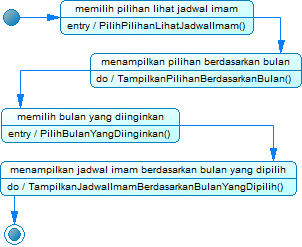 memilih pilihan lihat jadwal imam
entry / PilihPilihanLihatJadwalImam()
menampilkan pilihan berdasarkan bulan
do / TampilkanPilihanBerdasarkanBulan()
memilih bulan yang diinginkan
entry / PilihBulanYangDiinginkan()
menampilkan jadwal imam berdasarkan bulan yang dipilih
do / TampilkanJadwalImamBerdasarkanBulanYangDipilih()